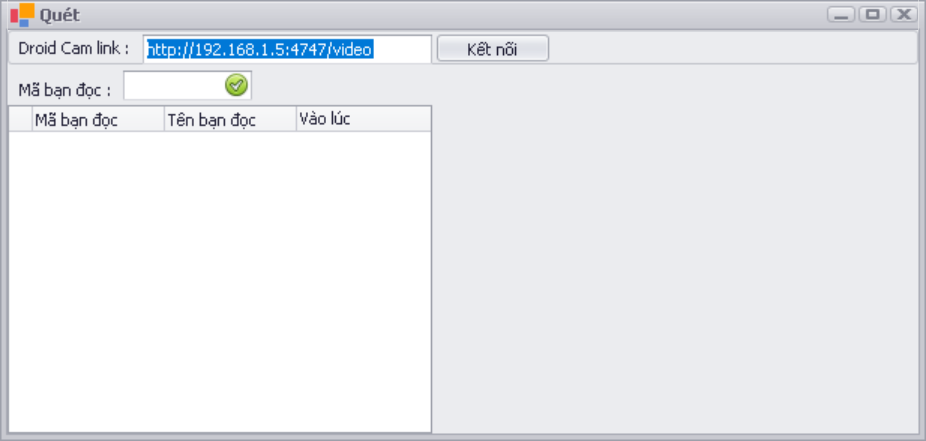 Quét
Droid Cam link : http://192.168.1.5:4747/video Kết nối
Mã bạn đọc :
Mã bạn đọc Tên bạn đọc Vào lúc